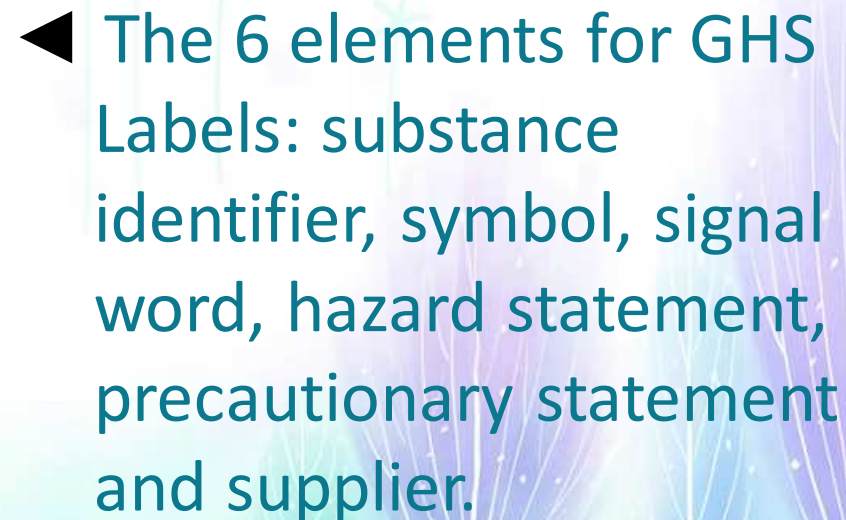 ◀ The 6 elements for GHS
Labels: substance
identifier, symbol, signal
word, hazard statement,
precautionary statement
and supplier.